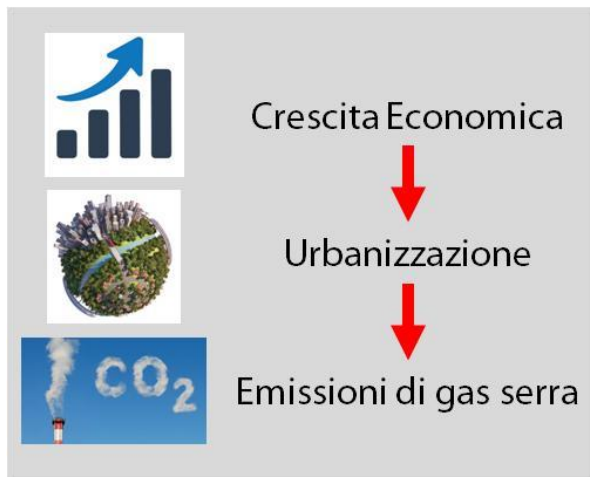 Crescita Economica
Urbanizzazione
CO2
Emissioni di gas serra